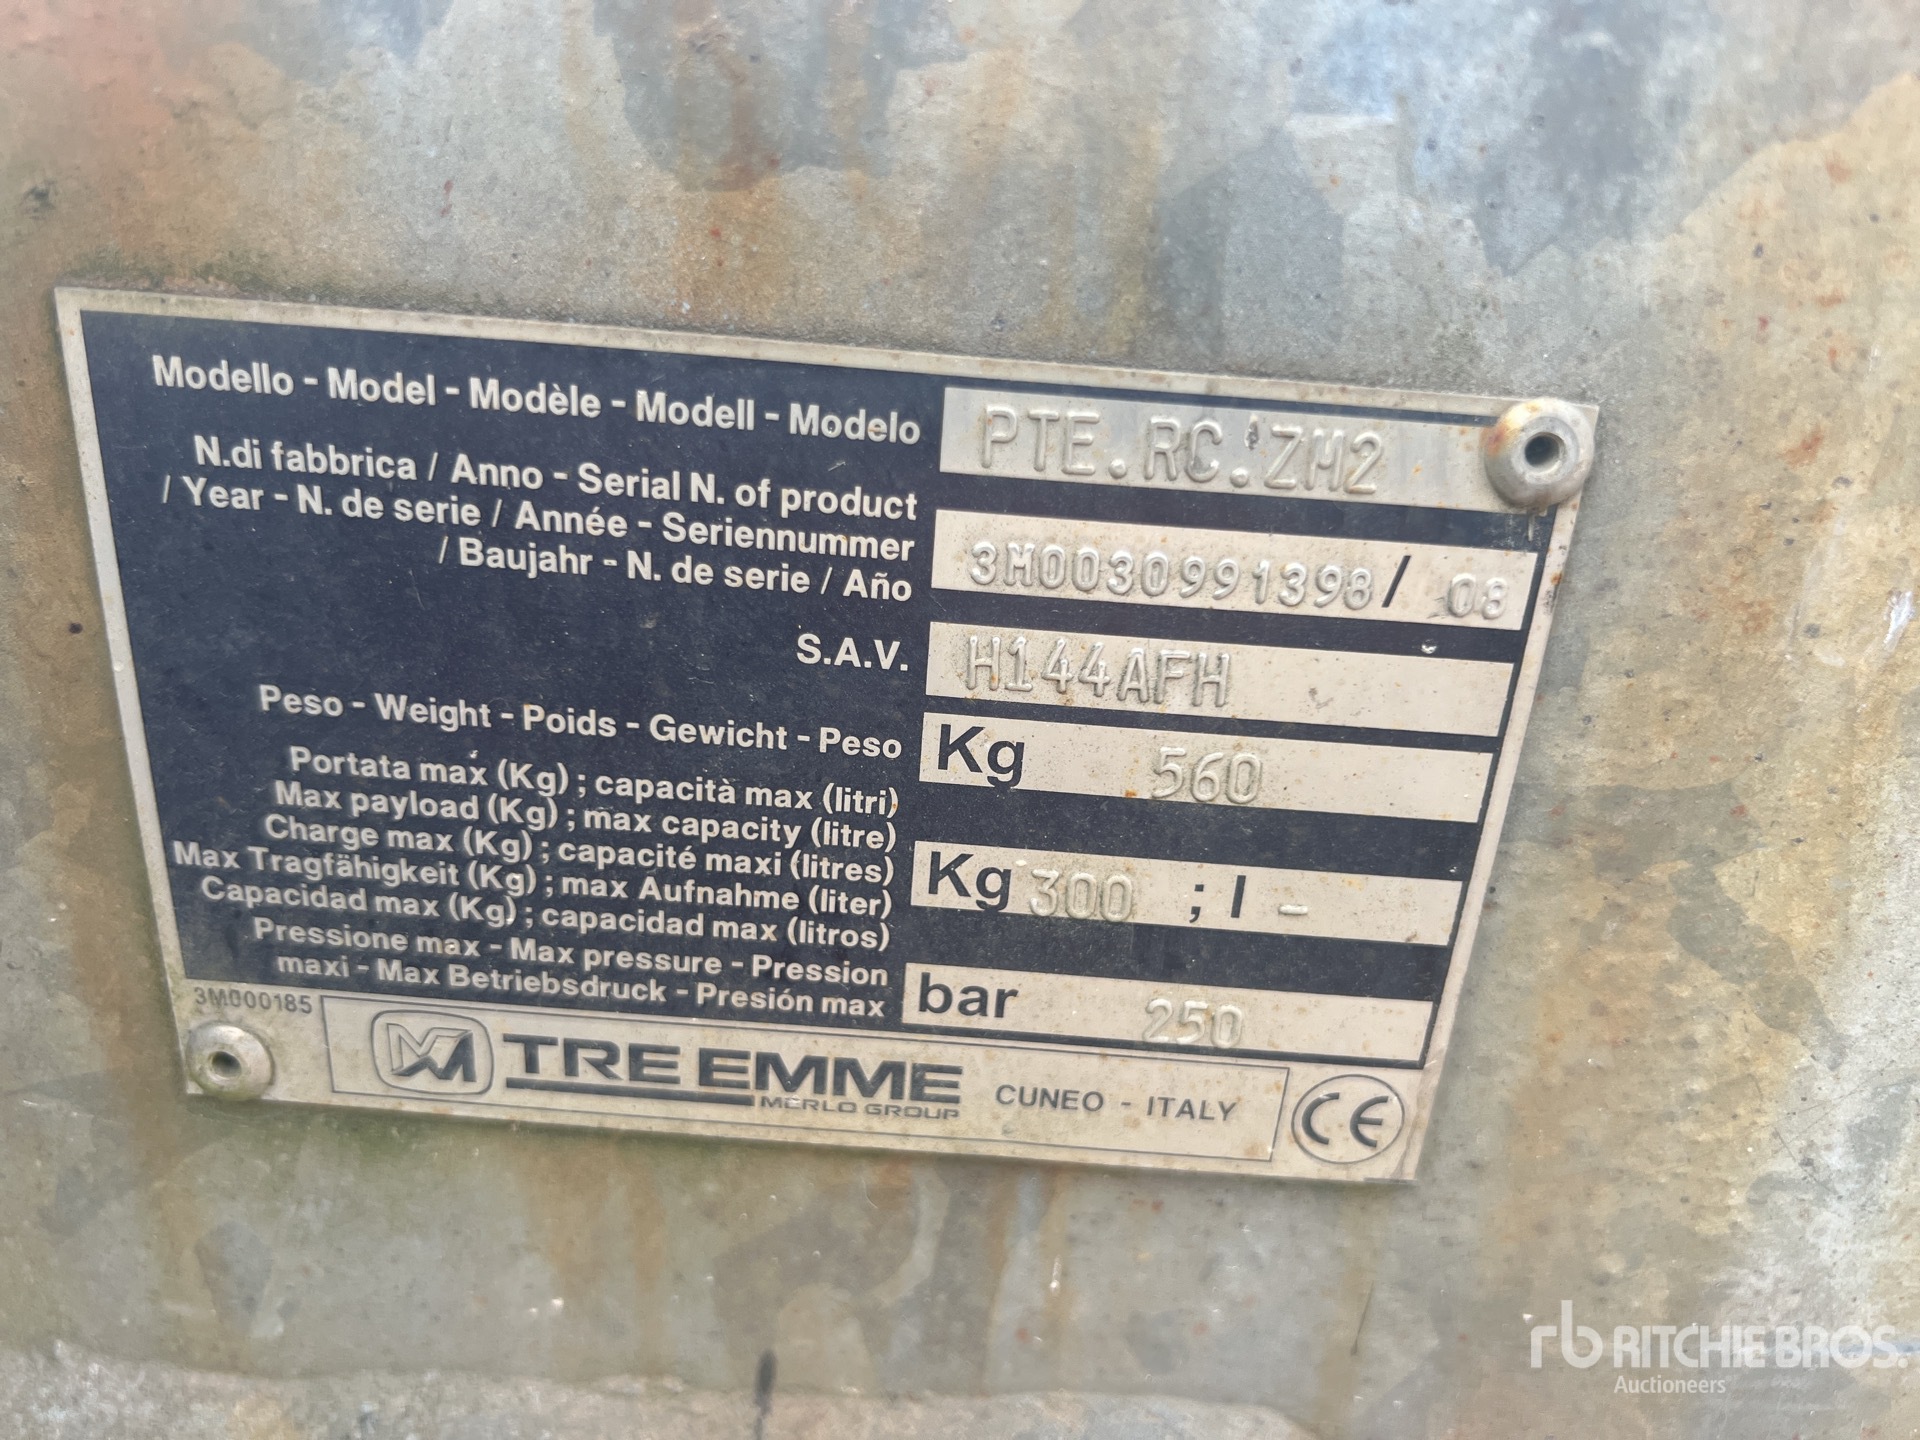 Modello - Model - Modèle - Modell - Modelo PTE.RC.ZM2
N.di fabbrica / Anno - Serial N. of product
/ Year - N. de serie / Année - Seriennummer
/ Baujahr - N. de serie / Año 3M0030991398/ 08
S.A.V. H144AFH
Peso - Weight - Poids - Gewicht - Peso Kg 560
Portata max (Kg) ; capacità max (litri)
Max payload (Kg) ; max capacity (litre)
Charge max (Kg) ; capacité maxi (litres)
Max Tragfähigkeit (Kg) ; max Aufnahme (liter)
Capacidad max (Kg) ; capacidad max (litros) Kg 300 ; l -
Pressione max - Max pressure - Pression
maxi - Max Betriebsdruck - Presión max bar 250
3M000185
TRE EMME
MERLO GROUP
CUNEO - ITALY
CE
rb RITCHIE BROS.
Auctioneers